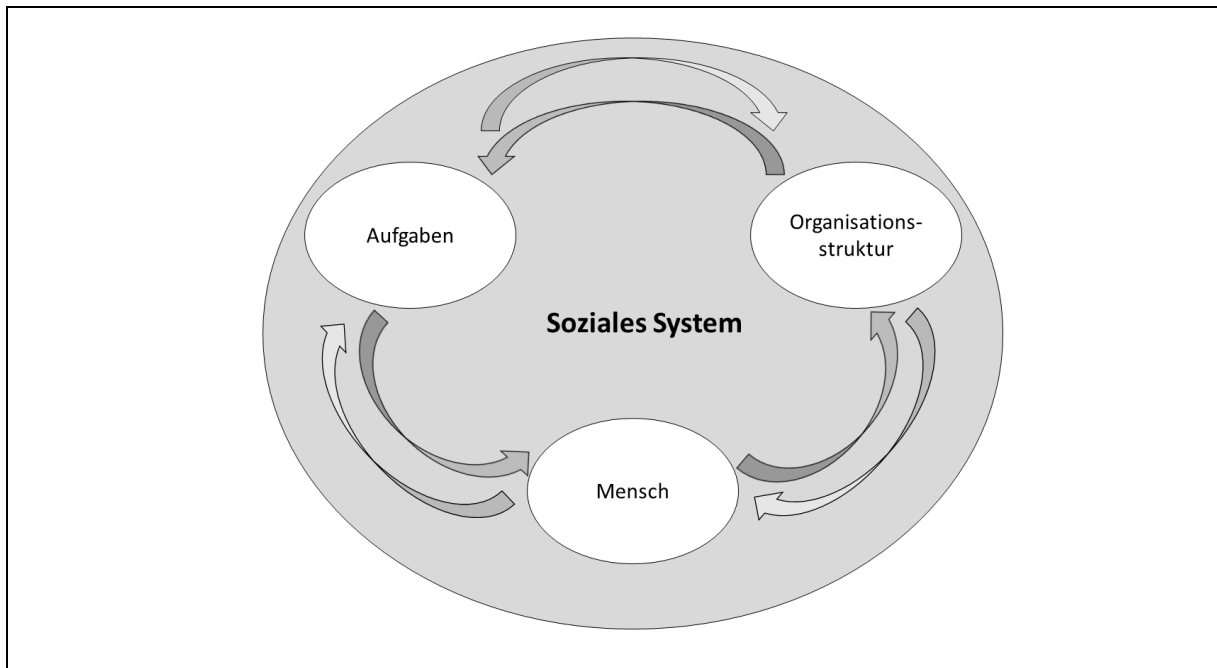 Aufgaben
Organisations-
struktur
Soziales System
Mensch